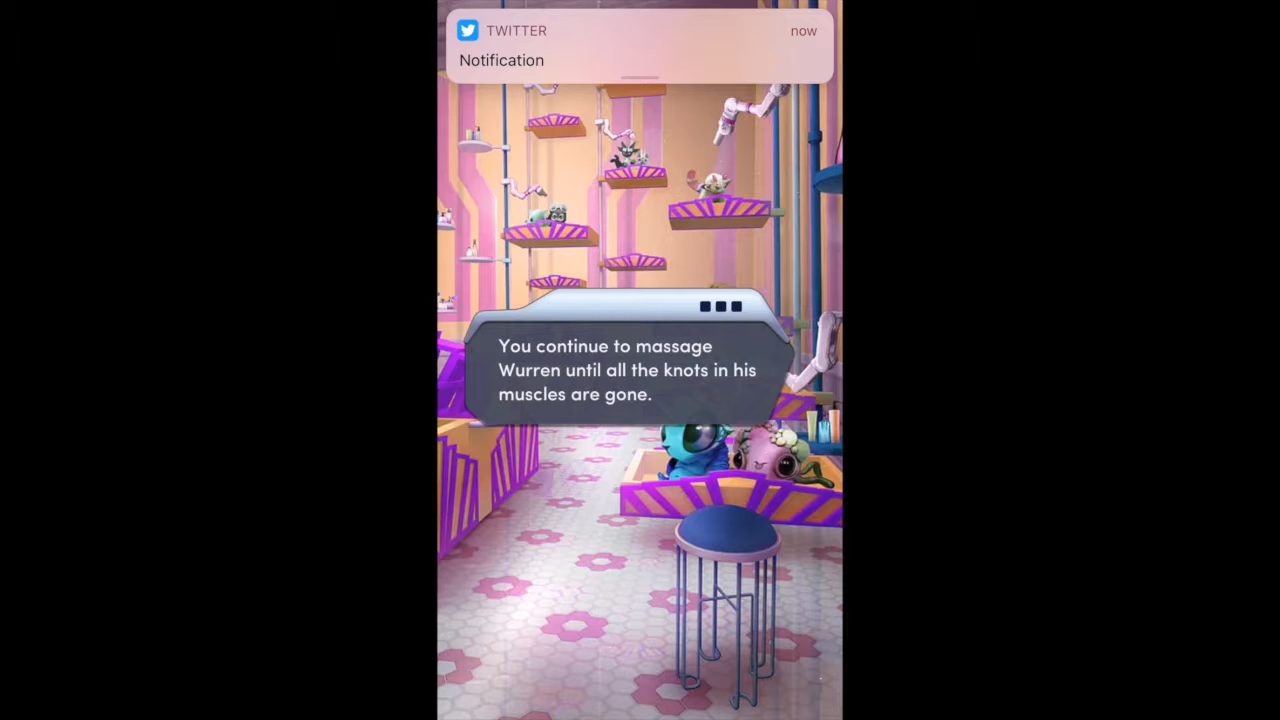 TWITTER now
Notification
You continue to massage
Wurren until all the knots in his
muscles are gone.